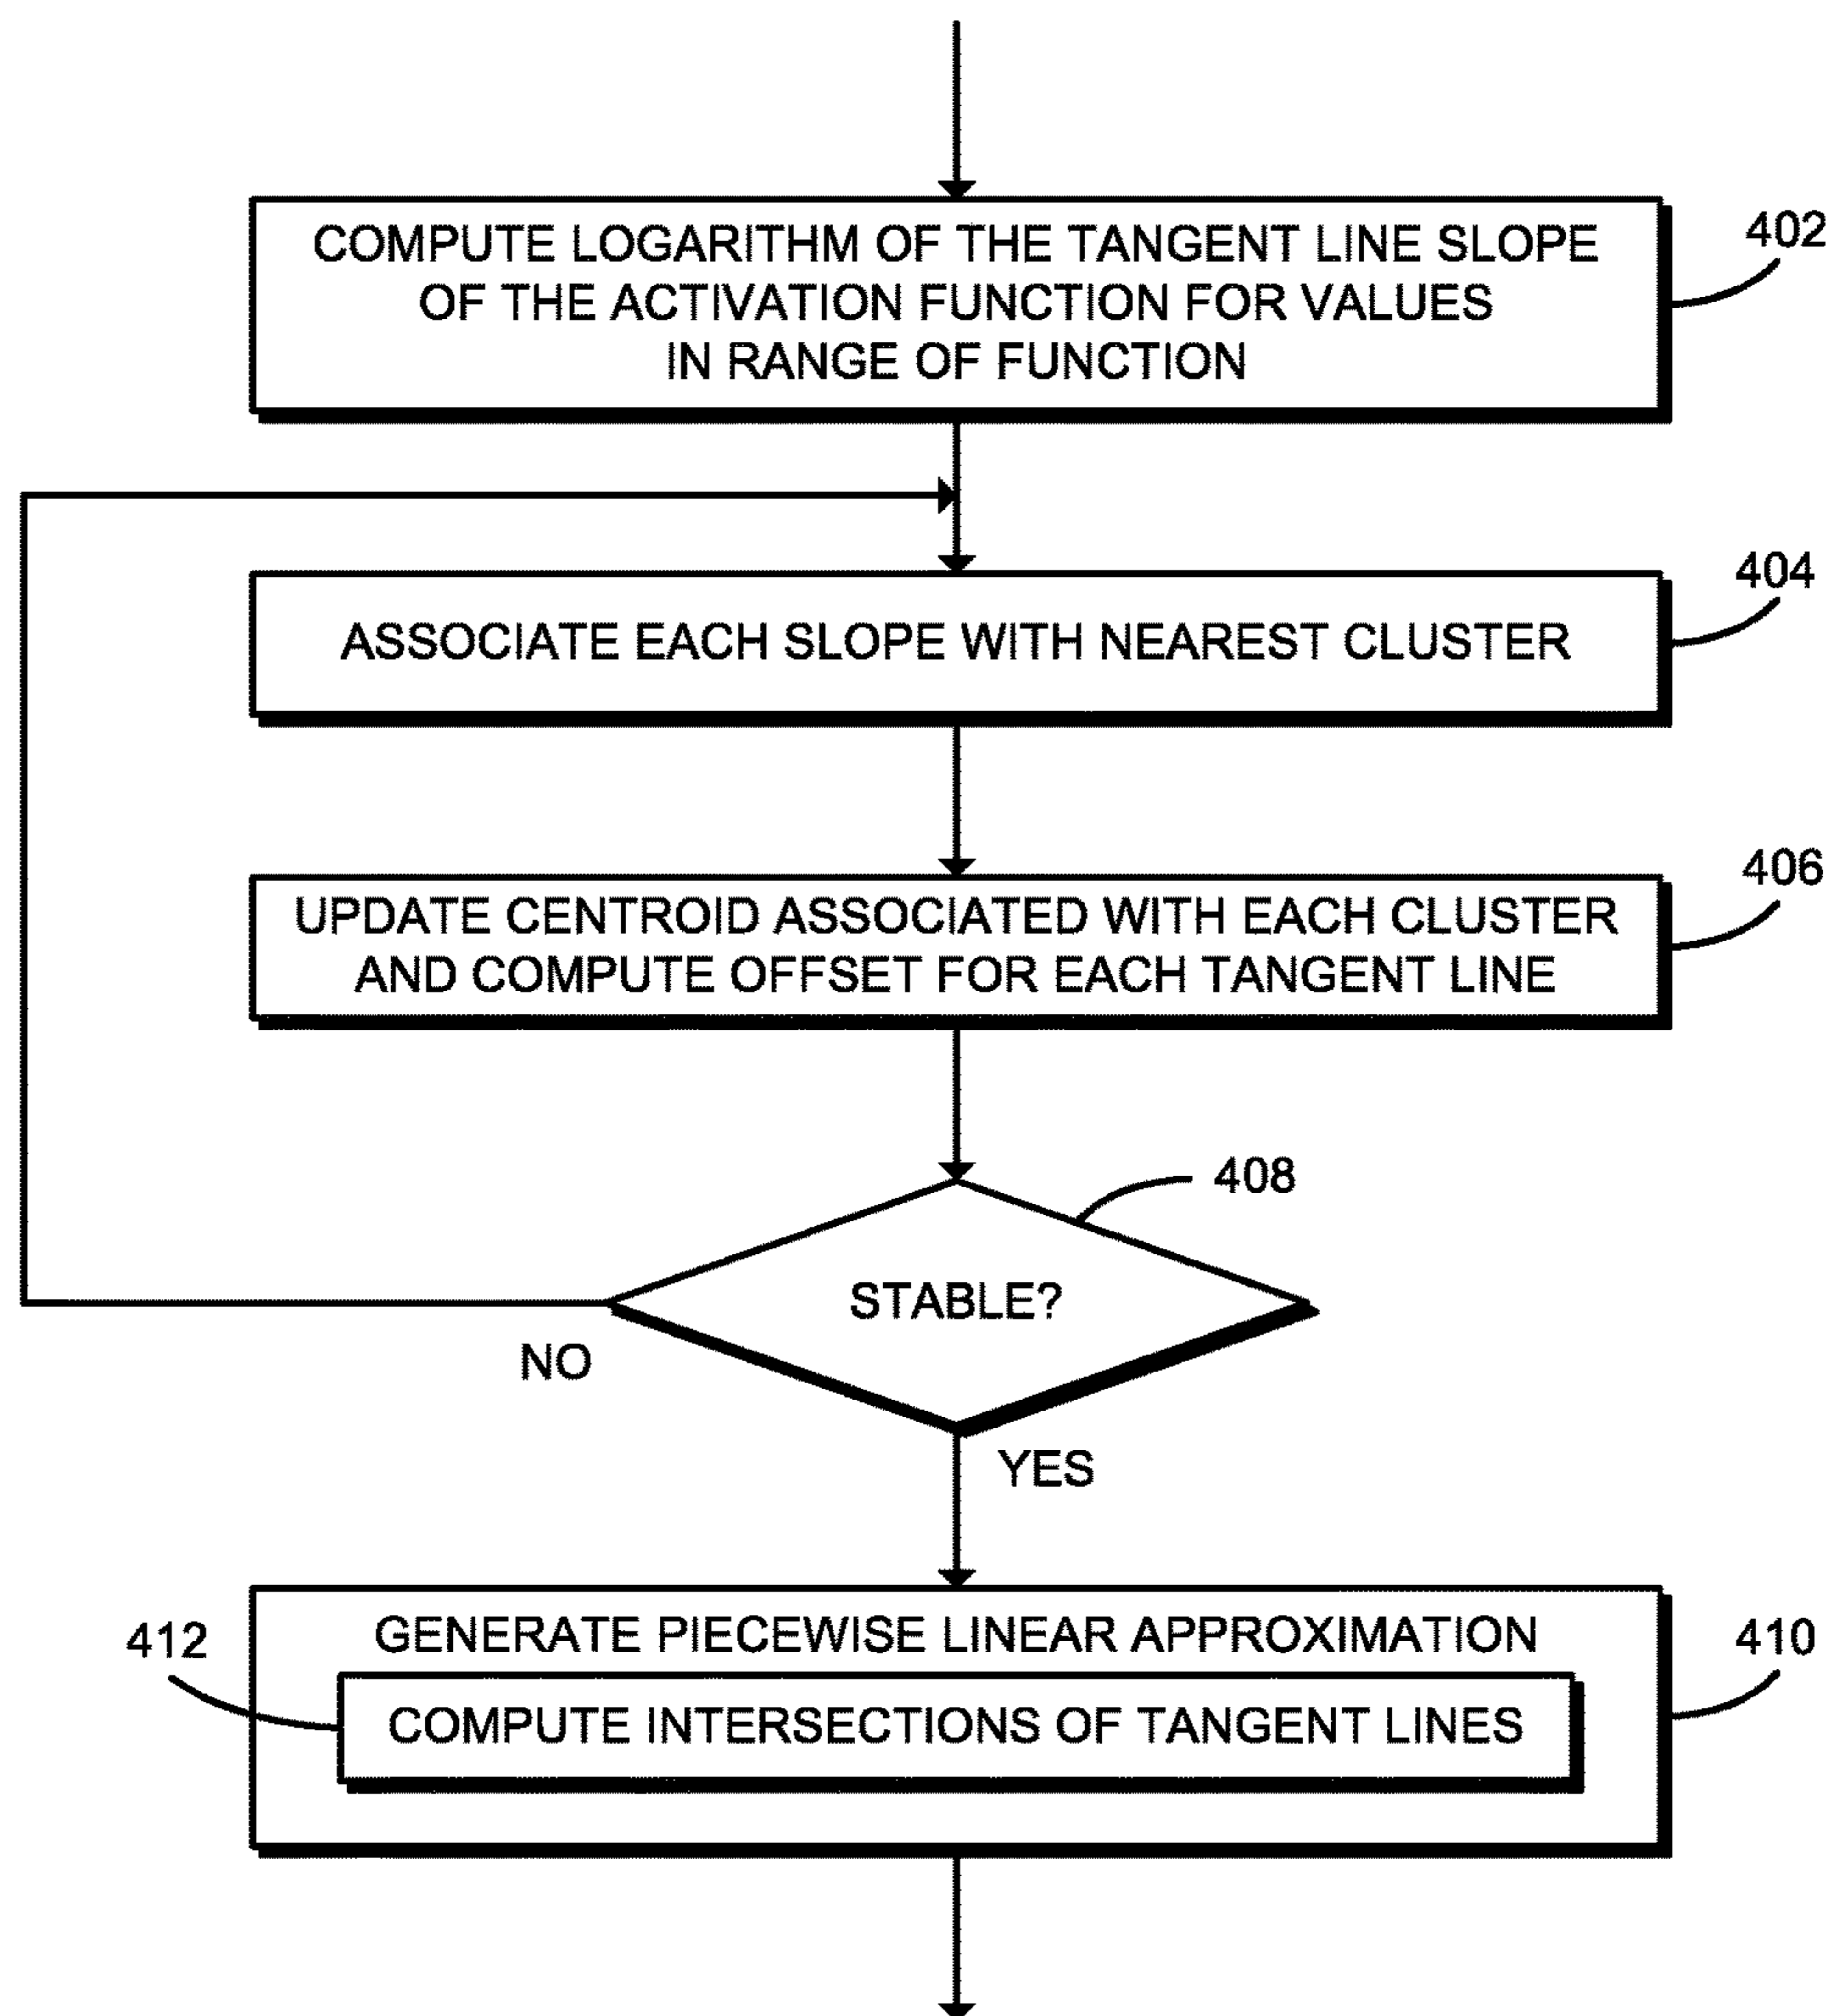 COMPUTE LOGARITHM OF THE TANGENT LINE SLOPE
OF THE ACTIVATION FUNCTION FOR VALUES
IN RANGE OF FUNCTION
402
ASSOCIATE EACH SLOPE WITH NEAREST CLUSTER
404
UPDATE CENTROID ASSOCIATED WITH EACH CLUSTER
AND COMPUTE OFFSET FOR EACH TANGENT LINE
406
408
STABLE?
NO
YES
GENERATE PIECEWISE LINEAR APPROXIMATION
412
410
COMPUTE INTERSECTIONS OF TANGENT LINES